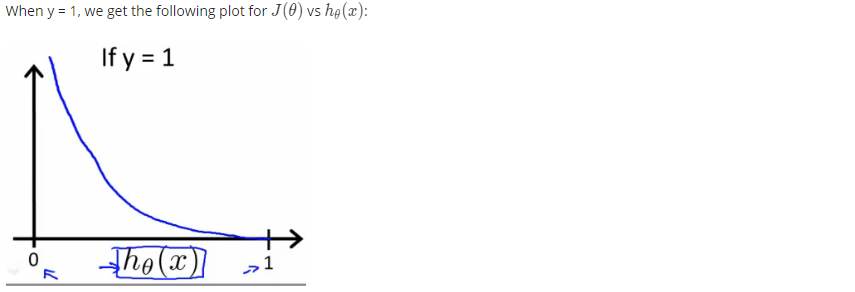 When y = 1, we get the following plot for J(θ) vs hθ(x):
If y = 1
0
hθ(x)
1